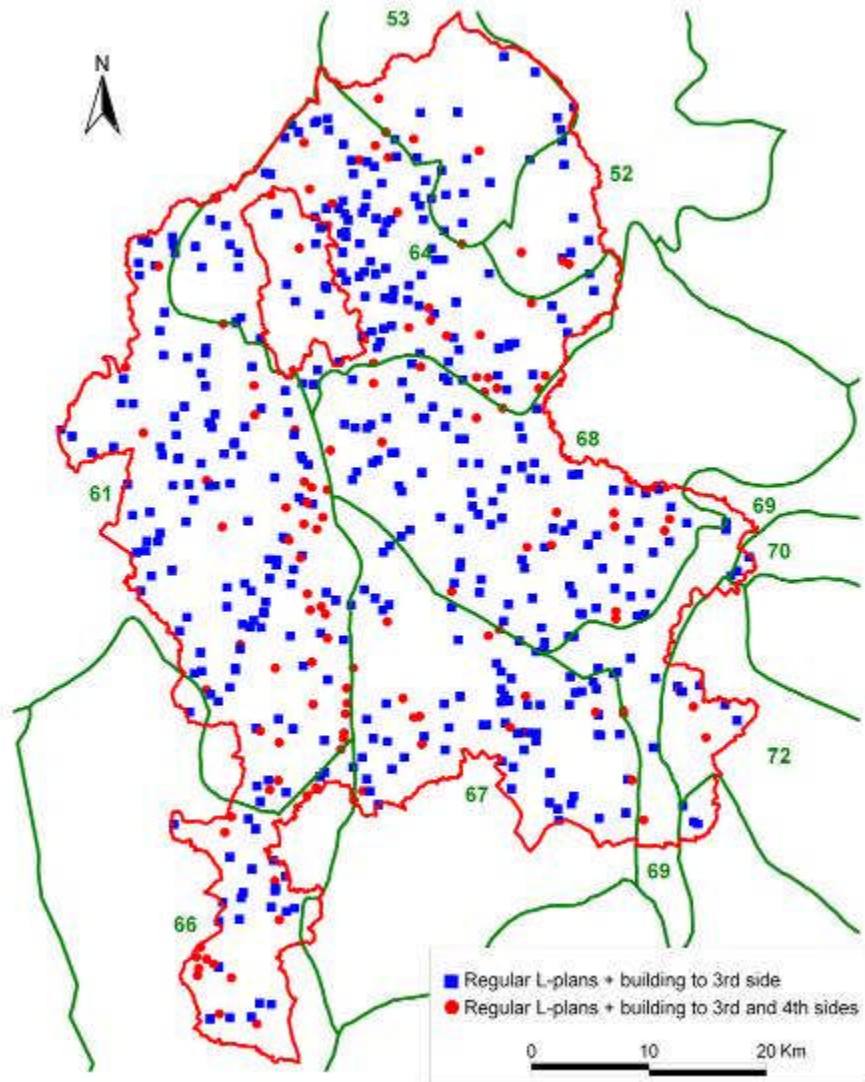 53
N
52
64
68
61
69
70
72
67
69
66
Regular L-plans + building to 3rd side
Regular L-plans + building to 3rd and 4th sides
0 10 20 Km